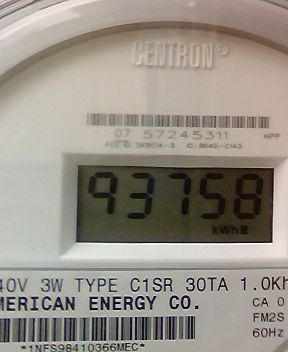 CENTRON®
07 57245311 HPP
93758
kWh
40V 3W TYPE C1SR 30TA 1.0Kh
MERICAN ENERGY CO.
CA 0
FM2S
60Hz
*1NFS98410366MEC*